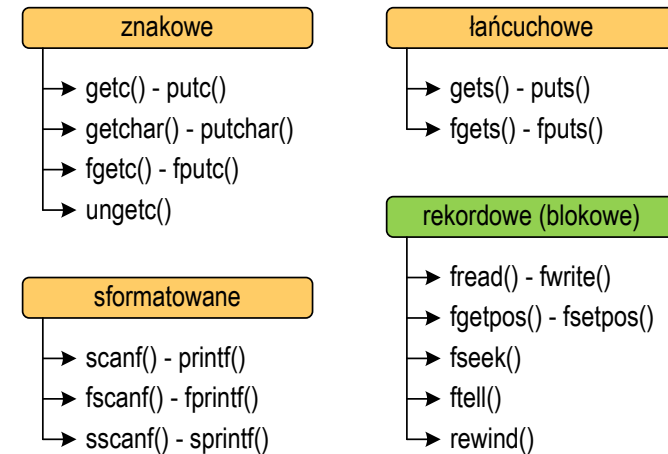 znakowe
getc() - putc()
getchar() - putchar()
fgetc() - fputc()
ungetc()
sformatowane
scanf() - printf()
fscanf() - fprintf()
sscanf() - sprintf()
łańcuchowe
gets() - puts()
fgets() - fputs()
rekordowe (blokowe)
fread() - fwrite()
fgetpos() - fsetpos()
fseek()
ftell()
rewind()